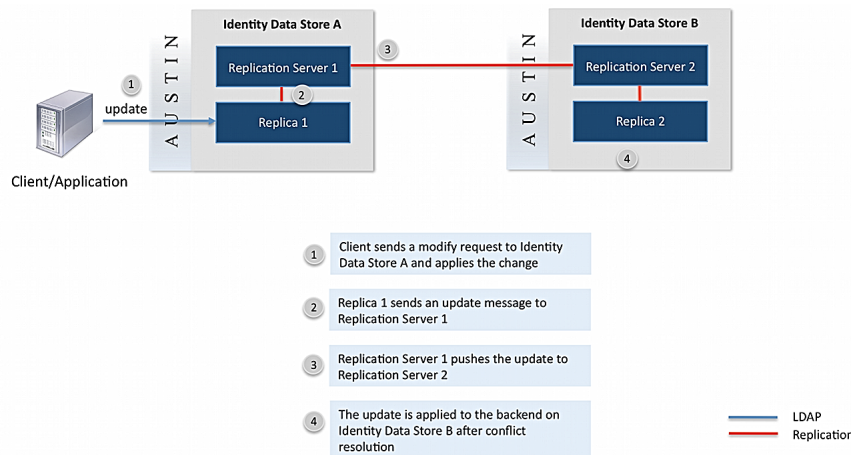 Identity Data Store A
Identity Data Store B
AUSTIN
Replication Server 1
3
AUSTIN
Replication Server 2
1
update
2
Replica 1
Replica 2
4
Client/Application
1
Client sends a modify request to Identity
Data Store A and applies the change
2
Replica 1 sends an update message to
Replication Server 1
3
Replication Server 1 pushes the update to
Replication Server 2
4
The update is applied to the backend on
Identity Data Store B after conflict
resolution
LDAP
Replication